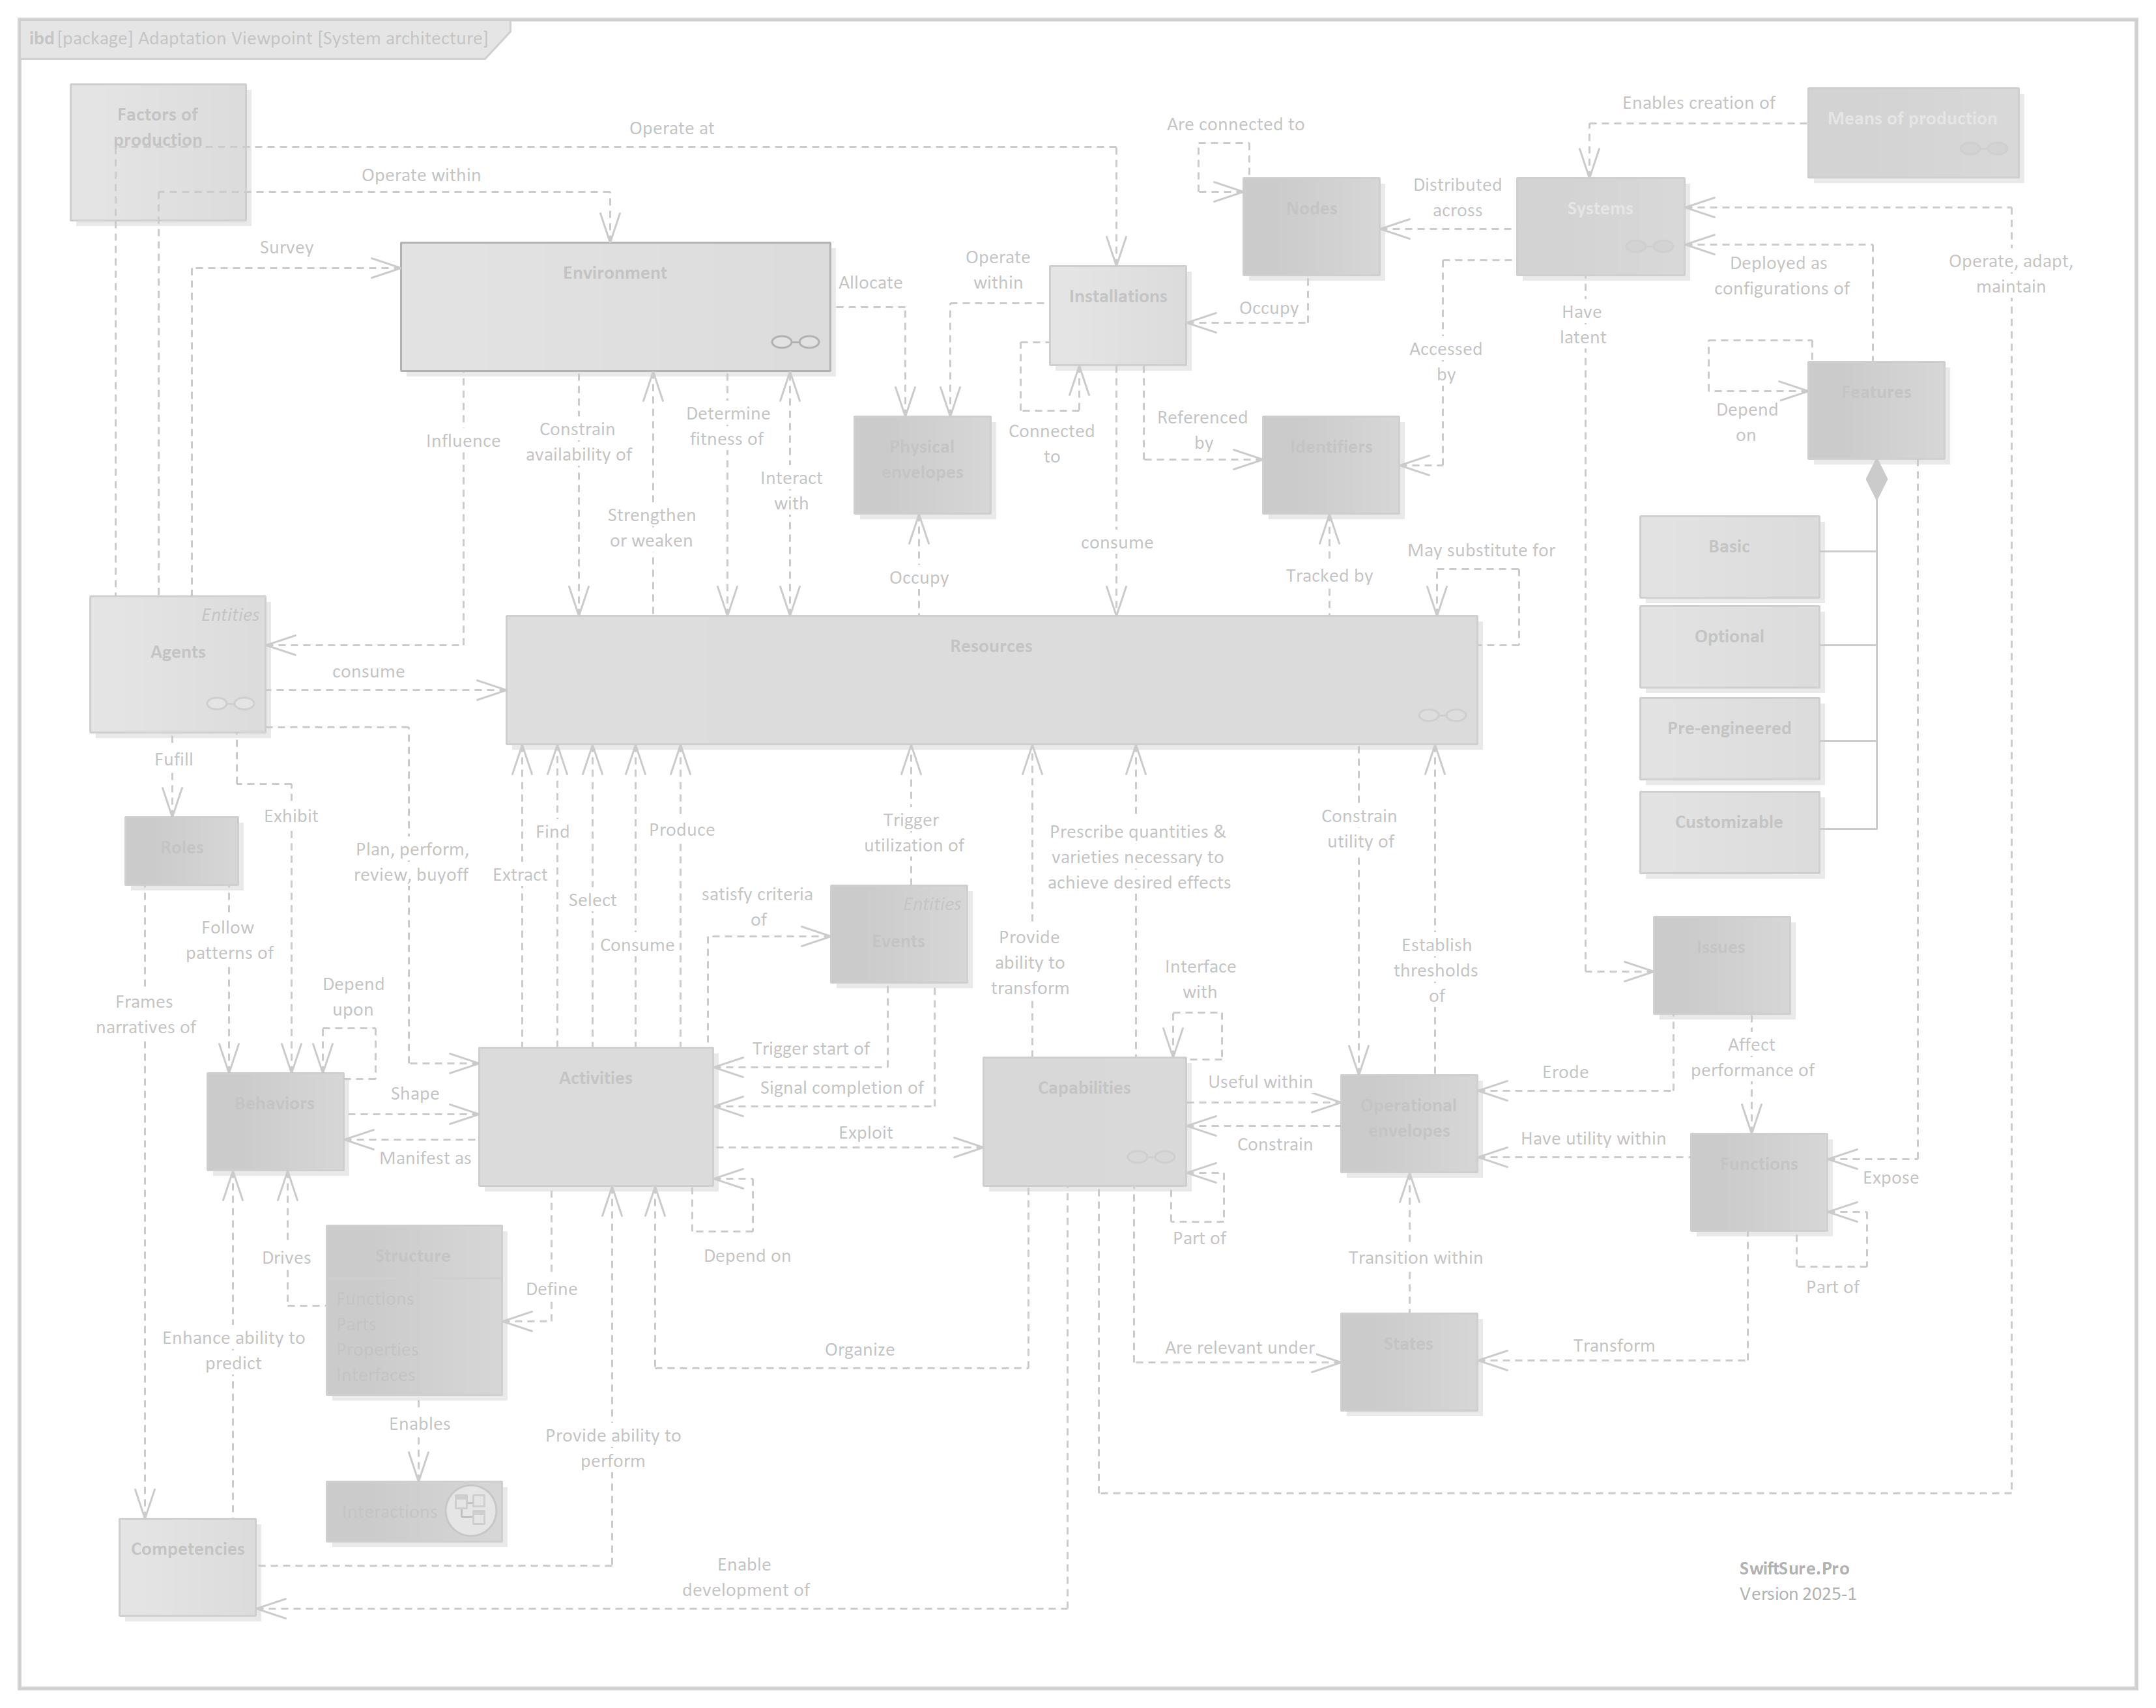 ibd [package] Adaptation Viewpoint [System architecture]
Factors of
production
Operate at
Operate within
Survey
Environment
Allocate
Are connected to
Nodes
Distributed
across
Enables creation of
Means of production
Systems
Operate
within
Installations
Occupy
Deployed as
configurations of
Operate, adapt,
maintain
Have
latent
Accessed
by
Features
Depend
on
Influence
Constrain
availability of
Determine
fitness of
Interact
with
Strengthen
or weaken
Physical
envelopes
Connected
to
Referenced
by
Identifiers
Occupy
consume
Tracked by
May substitute for
Basic
Optional
Pre-engineered
Customizable
Entities
Agents
consume
Resources
Fufill
Exhibit
Roles
Plan, perform,
review, buyoff
Extract
Find
Select
Consume
Produce
Trigger
utilization of
Prescribe quantities &
varieties necessary to
achieve desired effects
Constrain
utility of
satisfy criteria
of
Entities
Events
Follow
patterns of
Frames
narratives of
Depend
upon
Provide
ability to
transform
Interface
with
Establish
thresholds
of
Issues
Behaviors
Shape
Manifest as
Activities
Trigger start of
Signal completion of
Exploit
Capabilities
Useful within
Constrain
Operational
envelopes
Erode
Affect
performance of
Have utility within
Functions
Expose
Part of
Part of
Depend on
Drives
Structure
Functions
Parts
Properties
Interfaces
Define
Enhance ability to
predict
Organize
Transition within
Are relevant under
States
Transform
Enables
Interactions
Provide ability to
perform
Competencies
Enable
development of
SwiftSure.Pro
Version 2025-1